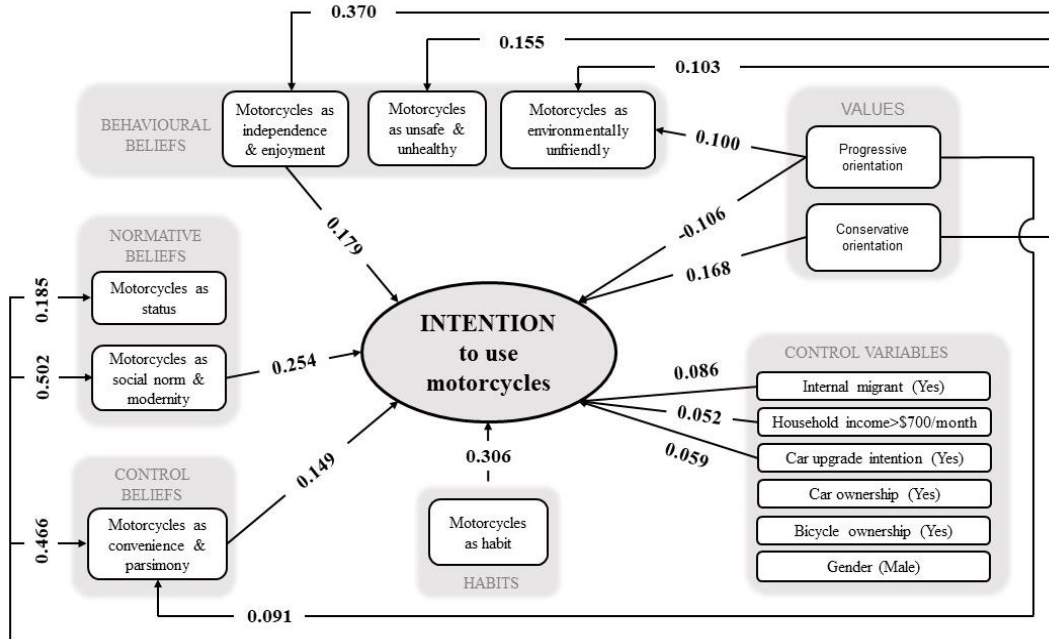 0.370
0.155
0.103
BEHAVIOURAL
BELIEFS
Motorcycles as
independence
& enjoyment
Motorcycles
as unsafe &
unhealthy
Motorcycles as
environmentally
unfriendly
VALUES
Progressive
orientation
Conservative
orientation
0.100
-0.106
0.168
0.179
NORMATIVE
BELIEFS
Motorcycles as
status
Motorcycles as
social norm &
modernity
0.185
0.502
0.254
INTENTION
to use
motorcycles
CONTROL VARIABLES
Internal migrant (Yes)
Household income>$700/month
Car upgrade intention (Yes)
Car ownership (Yes)
Bicycle ownership (Yes)
Gender (Male)
0.086
0.052
0.059
CONTROL
BELIEFS
Motorcycles as
convenience &
parsimony
0.466
0.149
0.306
Motorcycles
as habit
HABITS
0.091